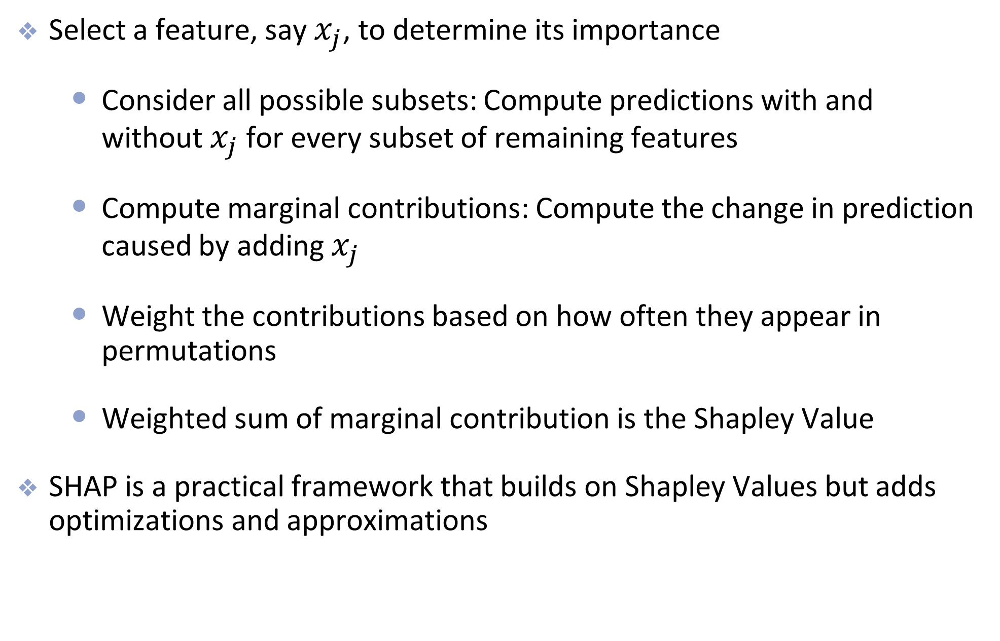 ❖ Select a feature, say $x_j$, to determine its importance
• Consider all possible subsets: Compute predictions with and
without $x_j$ for every subset of remaining features
• Compute marginal contributions: Compute the change in prediction
caused by adding $x_j$
• Weight the contributions based on how often they appear in
permutations
• Weighted sum of marginal contribution is the Shapley Value
❖ SHAP is a practical framework that builds on Shapley Values but adds
optimizations and approximations